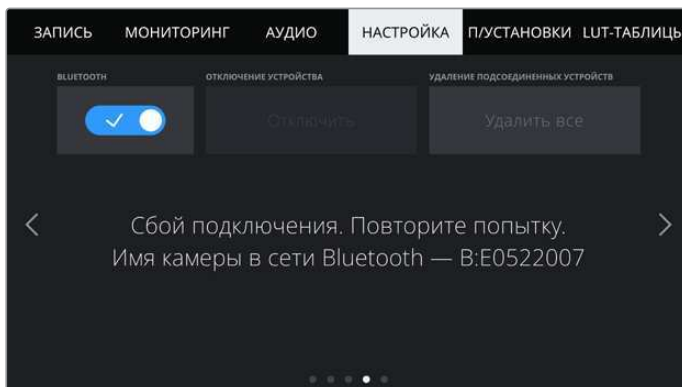 ЗАПИСЬ МОНИТОРИНГ АУДИО НАСТРОЙКА П/УСТАНОВКИ LUT-ТАБЛИЦЫ
BLUETOOTH ОТКЛЮЧЕНИЕ УСТРОЙСТВА УДАЛЕНИЕ ПОДСОЕДИНЕННЫХ УСТРОЙСТВ
Отключить Удалить все
Сбой подключения. Повторите попытку.
Имя камеры в сети Bluetooth — B:E0522007